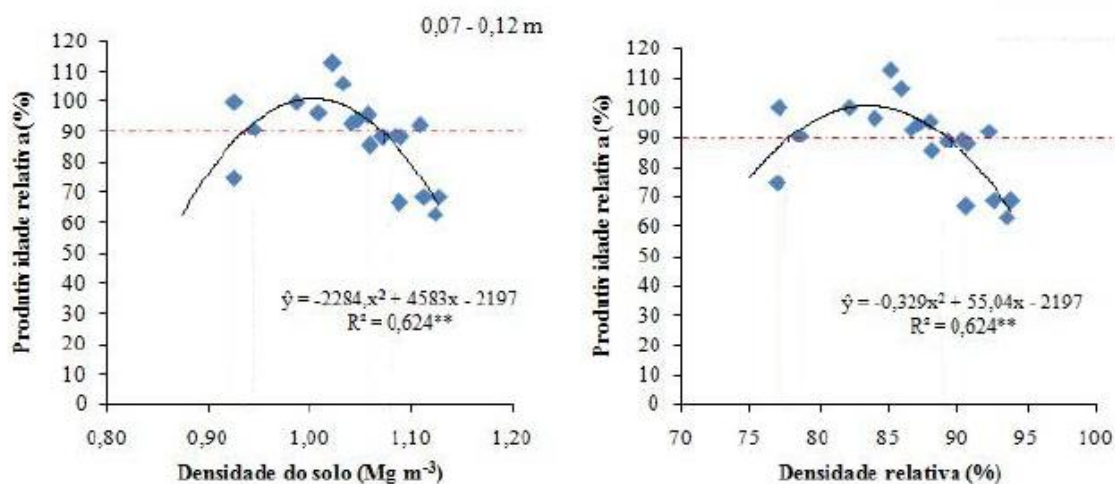 0,07 - 0,12 m
Produtividade relativa (%)
120
110
100
90
80
70
60
50
40
30
20
10
0
ŷ = -2284,x² + 4583x - 2197
R² = 0,624**
0,80 0,90 1,00 1,10 1,20
Densidade do solo (Mg m⁻³)
Produtividade relativa (%)
120
110
100
90
80
70
60
50
40
30
20
10
0
ŷ = -0,329x² + 55,04x - 2197
R² = 0,624**
70 75 80 85 90 95 100
Densidade relativa (%)